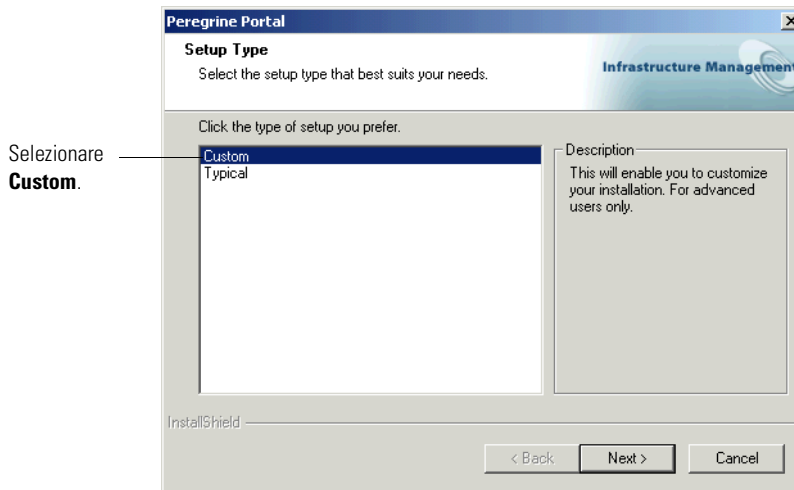 Peregrine Portal
Setup Type
Select the setup type that best suits your needs.
Infrastructure Management
Click the type of setup you prefer.
Selezionare
Custom.
Custom
Typical
Description
This will enable you to customize
your installation. For advanced
users only.
InstallShield
< Back
Next >
Cancel